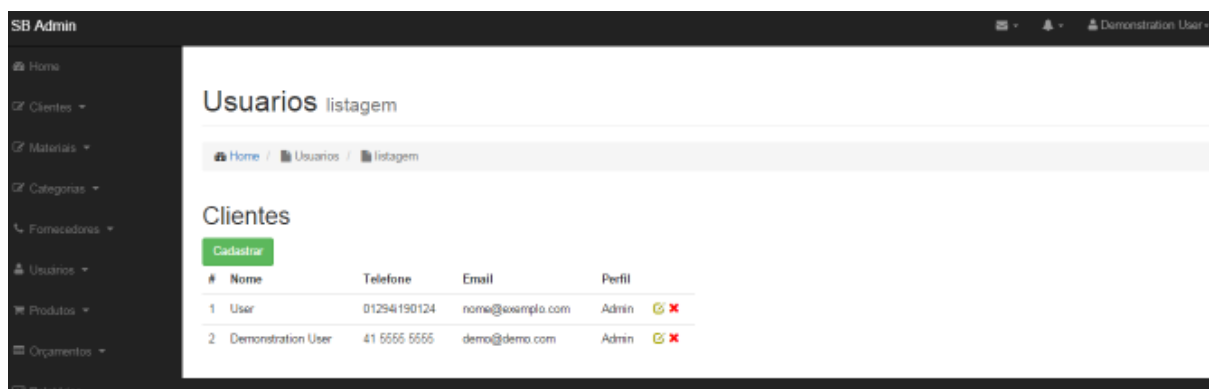 SB Admin
Demonstration User
Home
Clientes
Materiais
Categorias
Fornecedores
Usuários
Produtos
Orçamentos
Usuarios listagem
Home / Usuarios / listagem
Clientes
Cadastrar
# Nome Telefone Email Perfil
1 User 01294i190124 nome@exemplo.com Admin
2 Demonstration User 41 5555 5555 demo@demo.com Admin